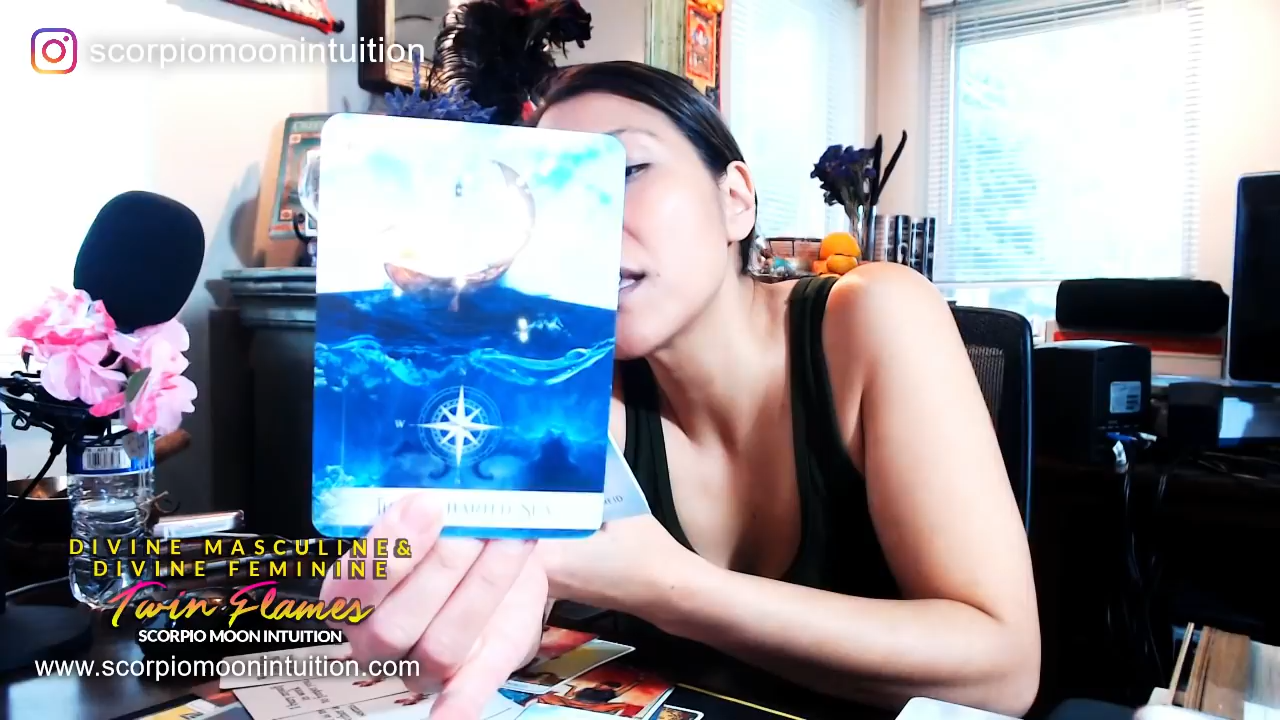 scorpiomoonintuition
W
DIVINE MASCULINE&
DIVINE FEMININE
Twin Flames
SCORPIO MOON INTUITION
www.scorpiomoonintuition.com